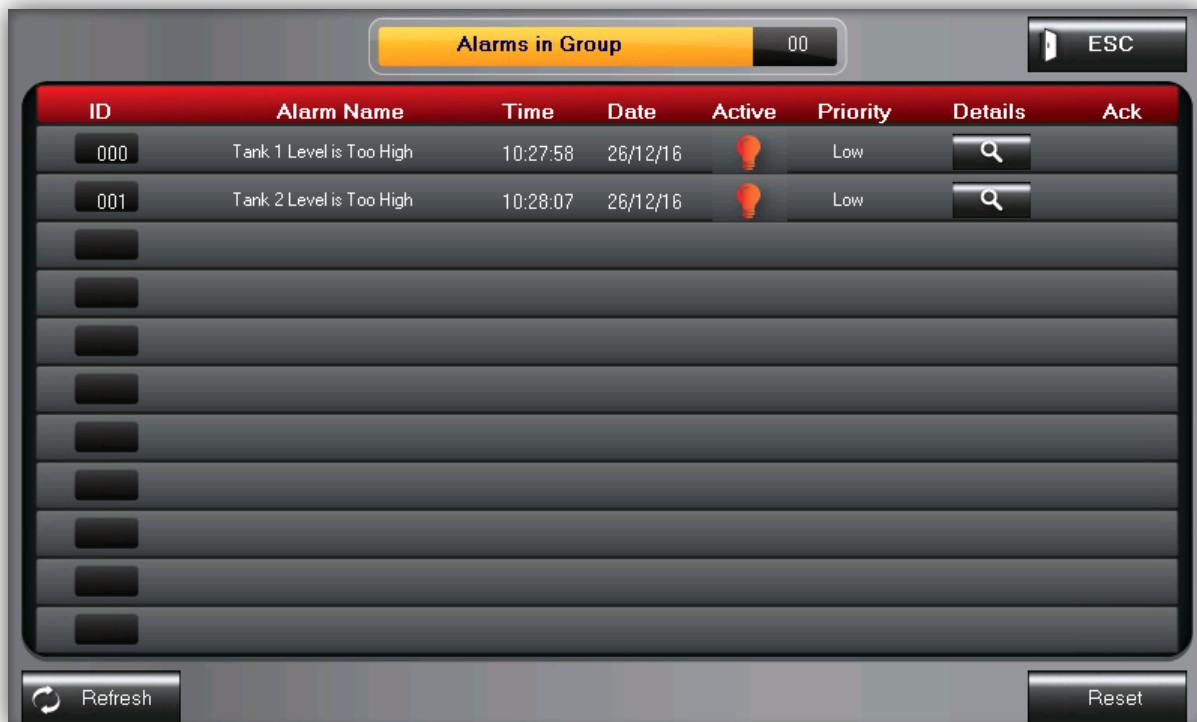 Alarms in Group 00
ESC
ID Alarm Name Time Date Active Priority Details Ack
000 Tank 1 Level is Too High 10:27:58 26/12/16 Low
001 Tank 2 Level is Too High 10:28:07 26/12/16 Low
Refresh Reset